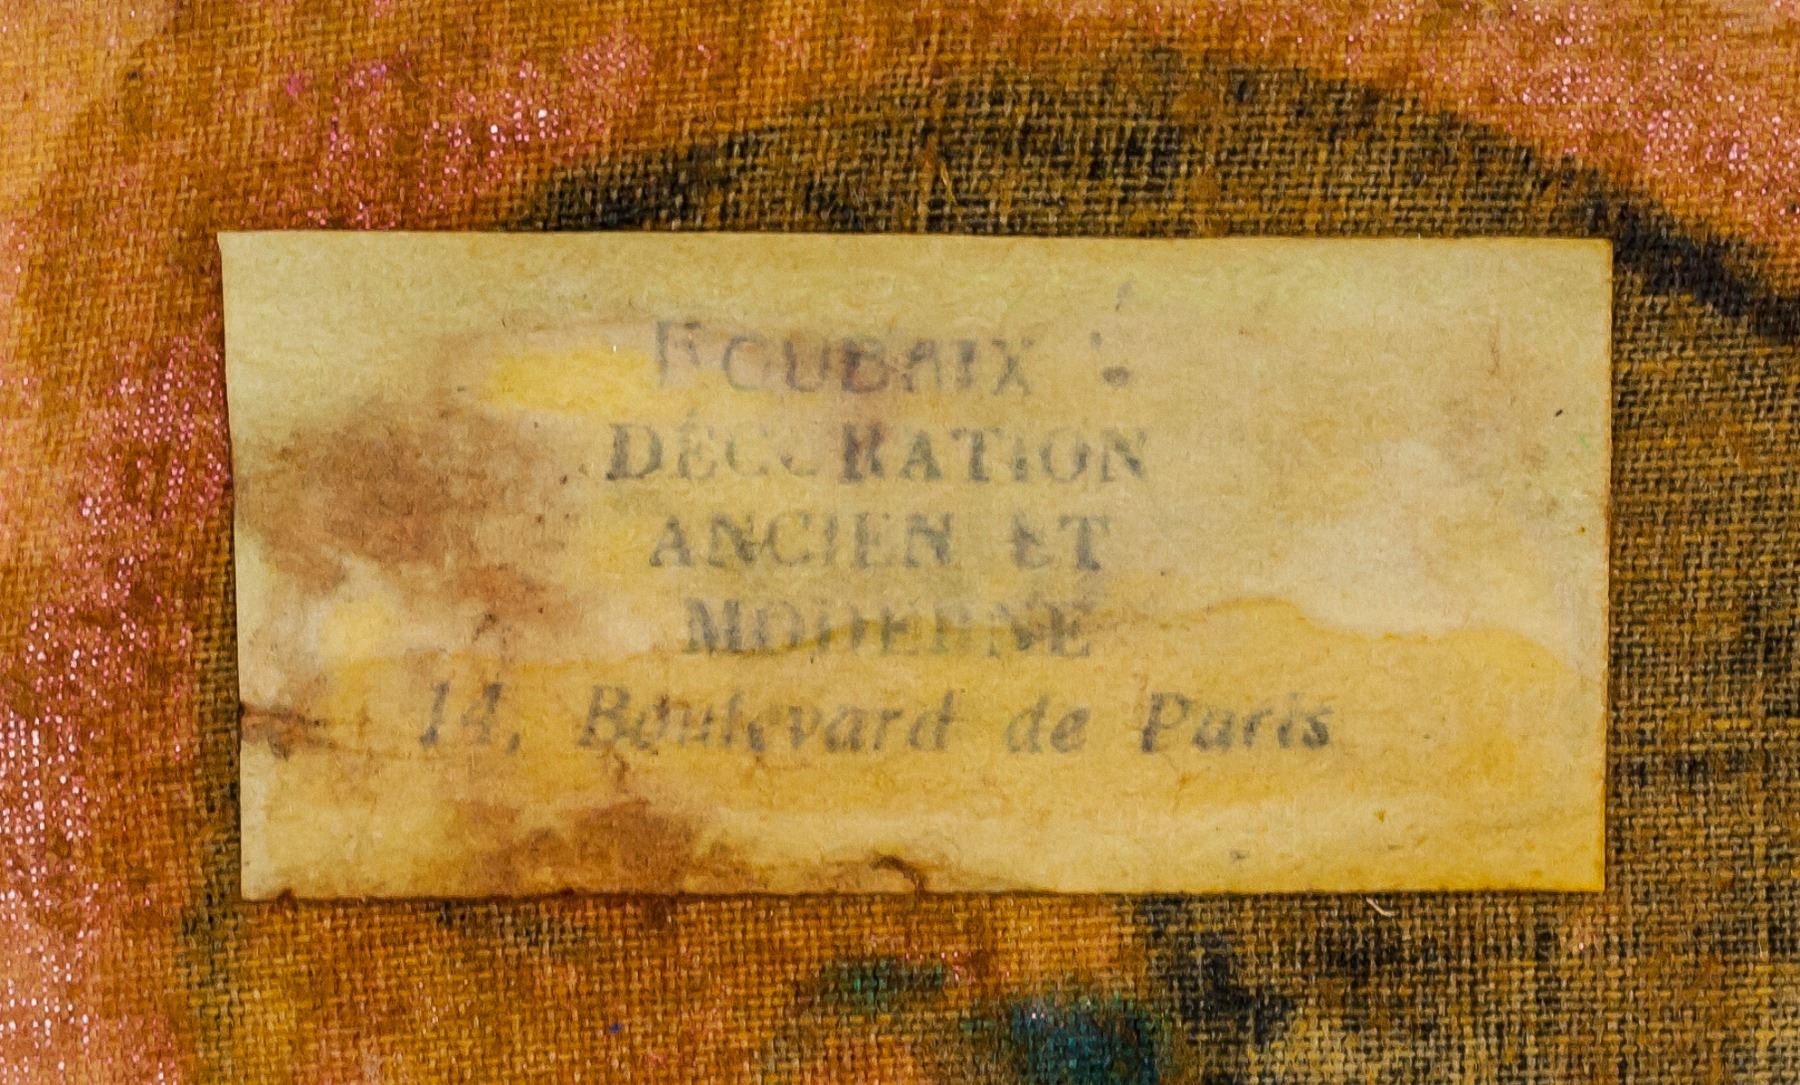 ROUBAIX :
DÉCORATION
ANCIEN ET
MODERNE
14, Boulevard de Paris